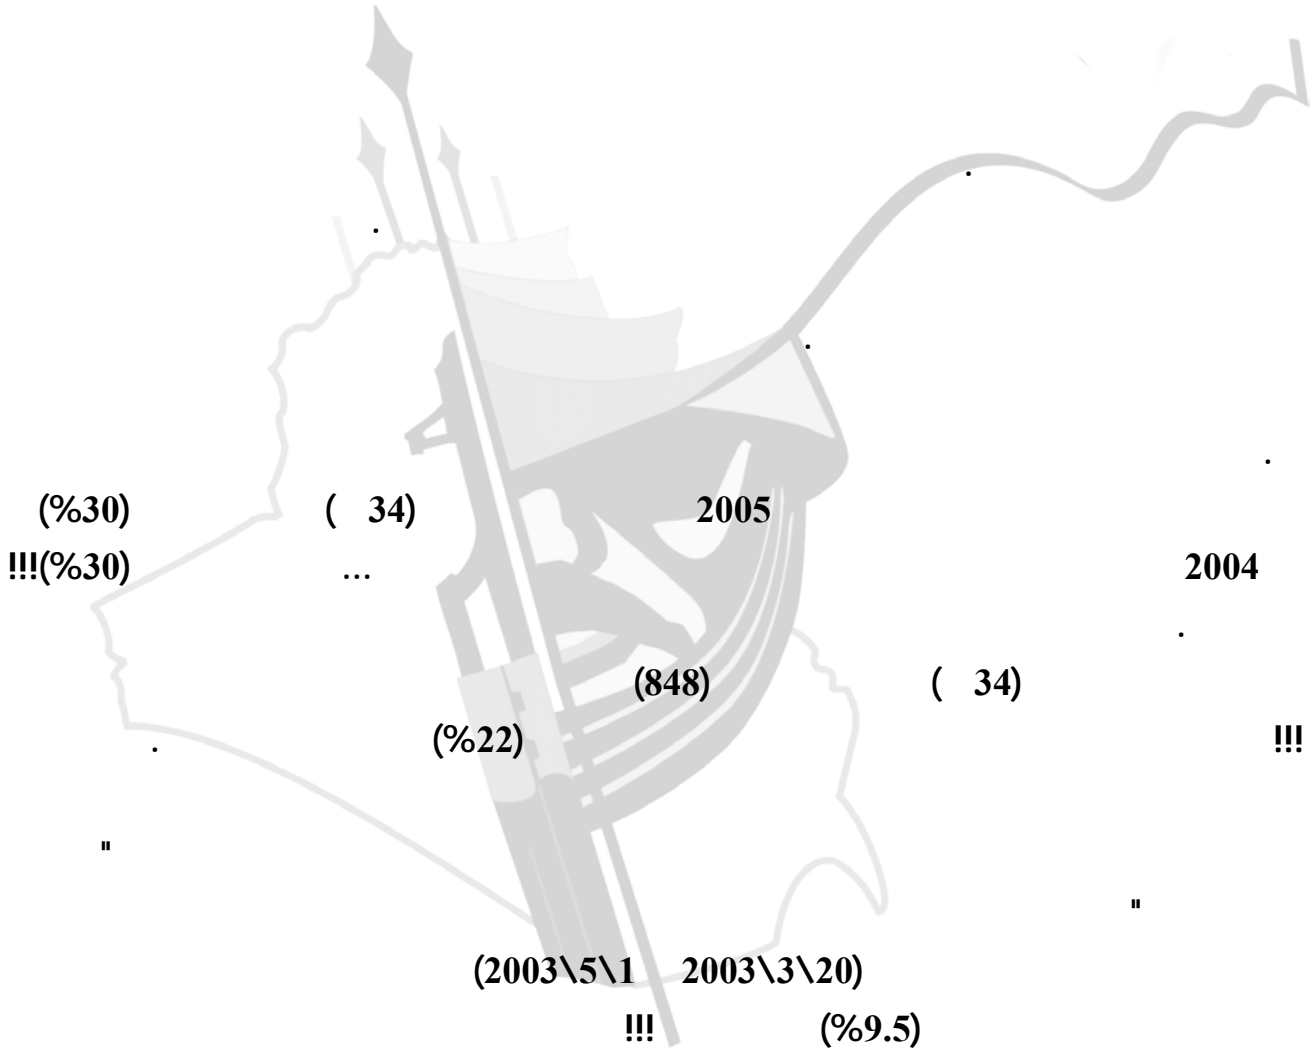 .
.
.
.
2005 ( 34) (%30)
2004 ... (%30)!!!
.
( 34) (848)
!!! (%22) .
"
"
(2003\3\20 2003\5\1)
(%9.5) !!!